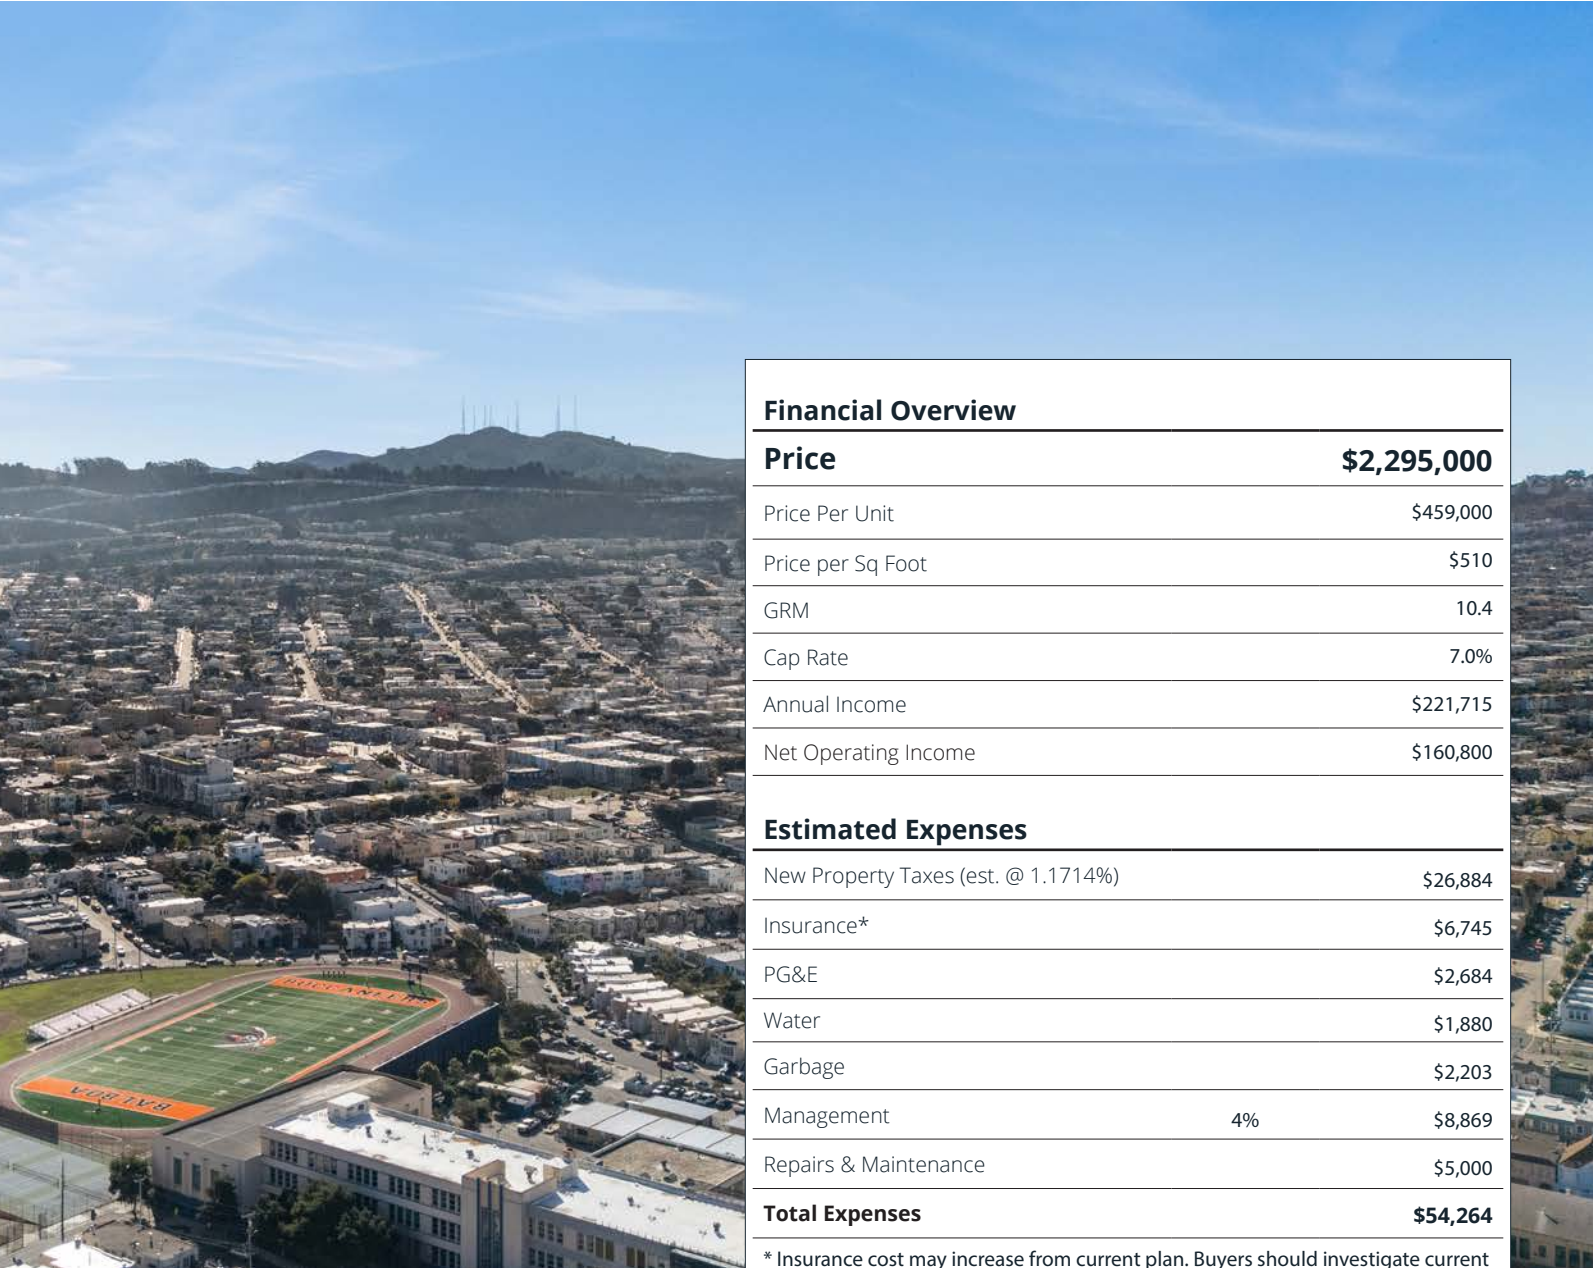 Financial Overview
Price $2,295,000
Price Per Unit $459,000
Price per Sq Foot $510
GRM 10.4
Cap Rate 7.0%
Annual Income $221,715
Net Operating Income $160,800
Estimated Expenses
New Property Taxes (est. @ 1.1714%) $26,884
Insurance* $6,745
PG&E $2,684
Water $1,880
Garbage $2,203
Management 4% $8,869
Repairs & Maintenance $5,000
Total Expenses $54,264
* Insurance cost may increase from current plan. Buyers should investigate current
BUCCANEERS
BALBOA